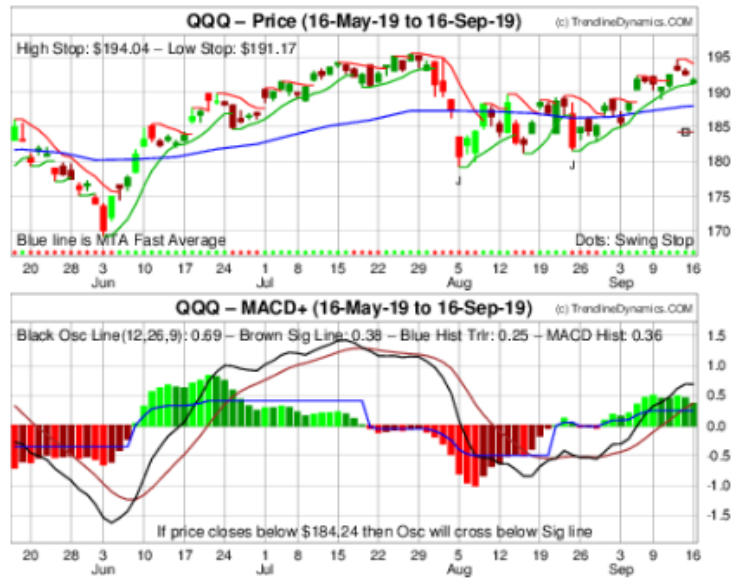 QQQ – Price (16-May-19 to 16-Sep-19) (c) TrendlineDynamics.COM
High Stop: $194.04 – Low Stop: $191.17
195
190
185
180
175
170
J
J
Blue line is MTA Fast Average Dots: Swing Stop
20 28 3 10 17 24 1 8 15 22 29 5 12 19 26 3 9 16
Jun Jul Aug Sep
QQQ – MACD+ (16-May-19 to 16-Sep-19) (c) TrendlineDynamics.COM
Black Osc Line(12,26,9): 0.69 – Brown Sig Line: 0.38 – Blue Hist Trlr: 0.25 – MACD Hist: 0.36
1.5
1.0
0.5
0.0
-0.5
-1.0
-1.5
If price closes below $184.24 then Osc will cross below Sig line
20 28 3 10 17 24 1 8 15 22 29 5 12 19 26 3 9 16
Jun Jul Aug Sep